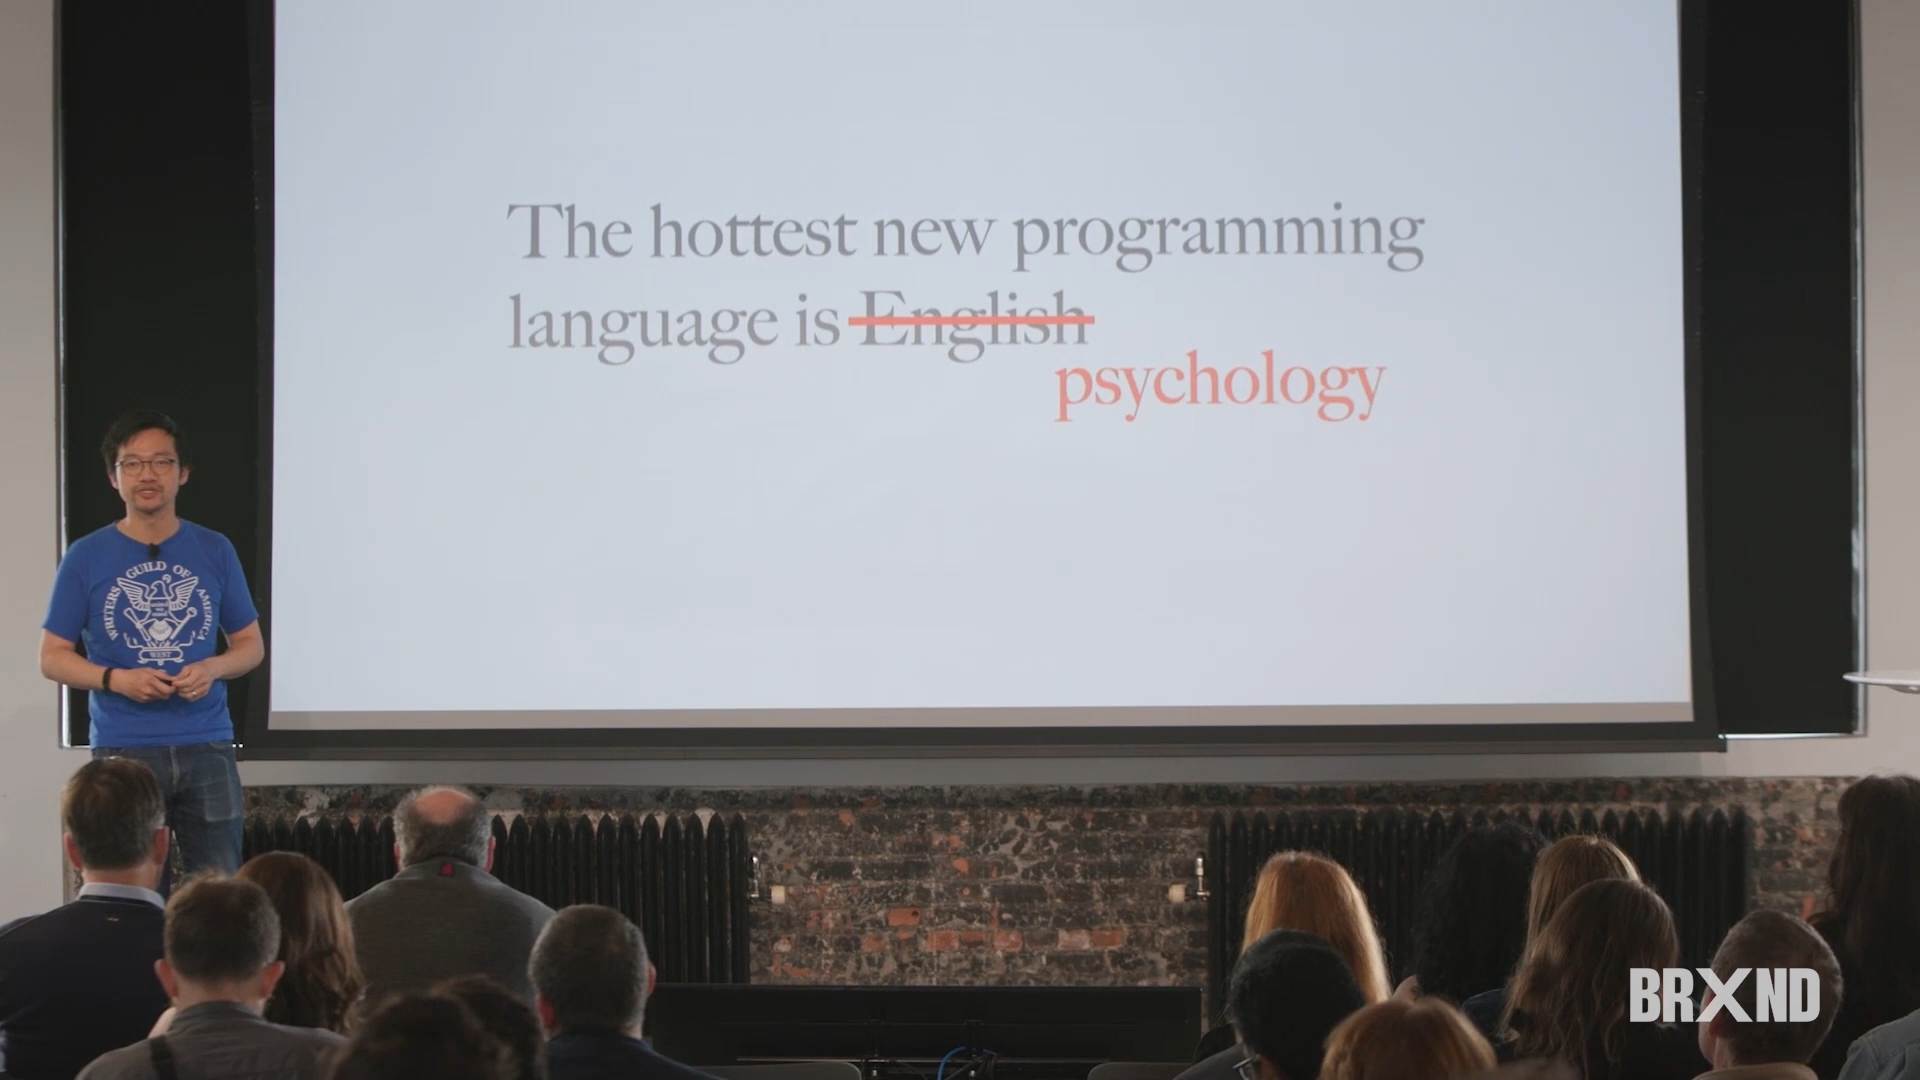 The hottest new programming
language is English
psychology
WRITERS GUILD OF AMERICA
WEST
BRXND